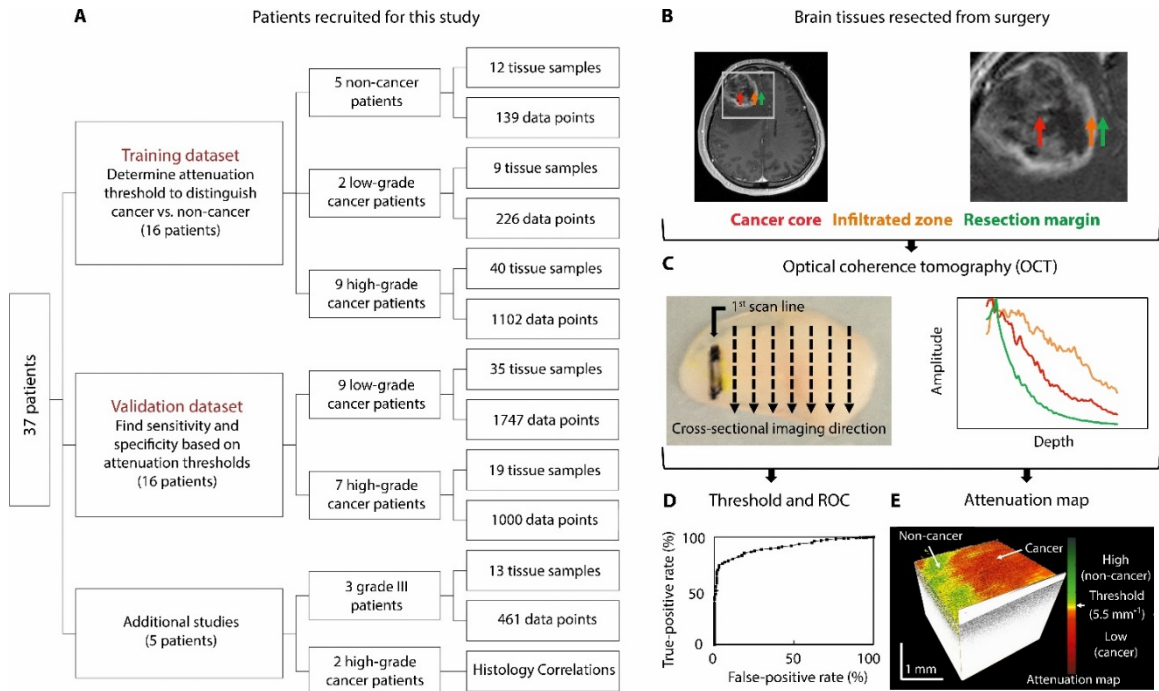 A
Patients recruited for this study
37 patients
Training dataset
Determine attenuation
threshold to distinguish
cancer vs. non-cancer
(16 patients)
5 non-cancer
patients
12 tissue samples
139 data points
2 low-grade
cancer patients
9 tissue samples
226 data points
9 high-grade
cancer patients
40 tissue samples
1102 data points
Validation dataset
Find sensitivity and
specificity based on
attenuation thresholds
(16 patients)
9 low-grade
cancer patients
35 tissue samples
1747 data points
7 high-grade
cancer patients
19 tissue samples
1000 data points
Additional studies
(5 patients)
3 grade III
patients
13 tissue samples
461 data points
2 high-grade
cancer patients
Histology Correlations
B
Brain tissues resected from surgery
Cancer core Infiltrated zone Resection margin
C
Optical coherence tomography (OCT)
1st scan line
Cross-sectional imaging direction
Amplitude
Depth
D
Threshold and ROC
True-positive rate (%)
100
50
0
0 50 100
False-positive rate (%)
E
Attenuation map
Non-cancer
Cancer
High
(non-cancer)
Threshold
(5.5 mm⁻¹)
Low
(cancer)
1 mm
Attenuation map